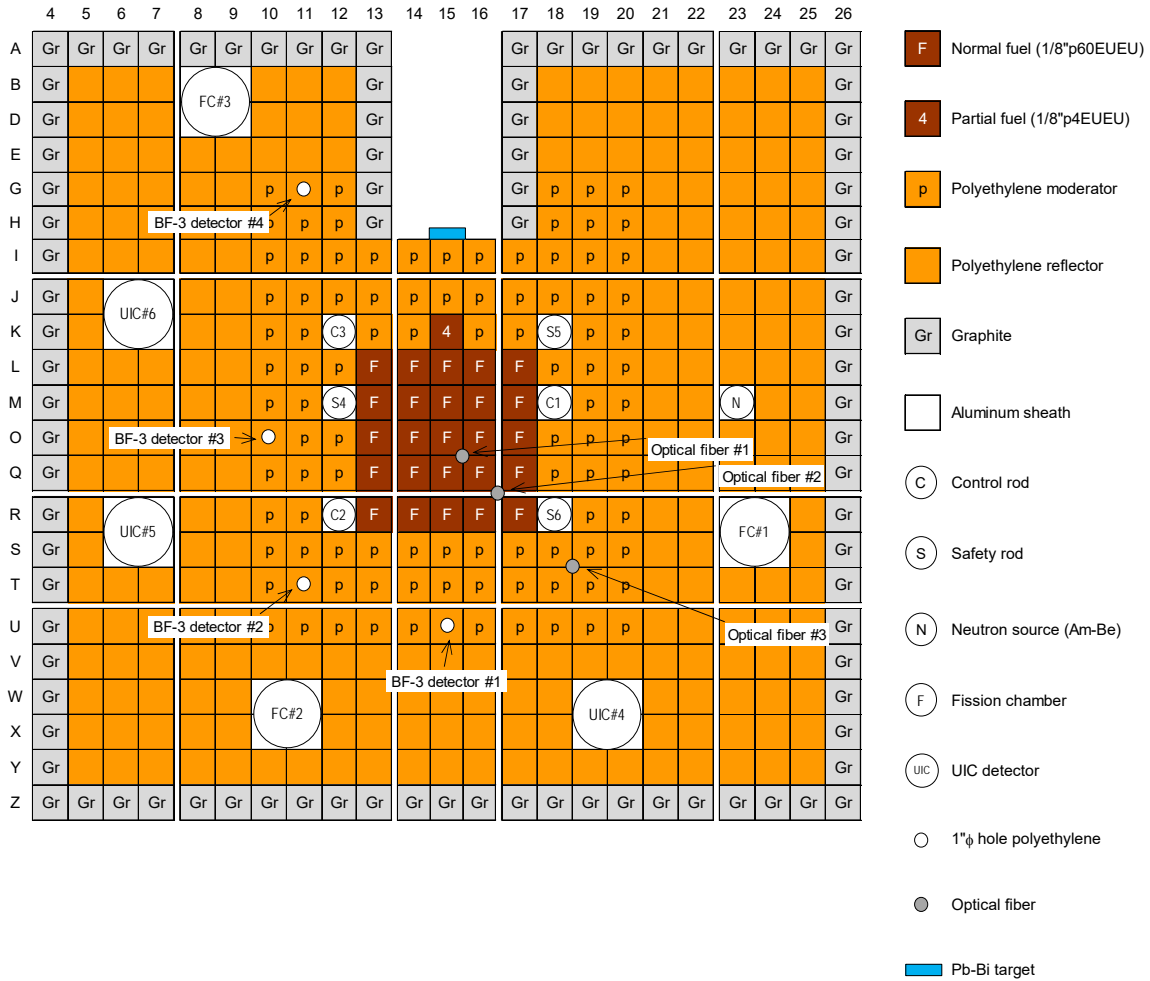 4 5 6 7 8 9 10 11 12 13 14 15 16 17 18 19 20 21 22 23 24 25 26
A Gr Gr Gr Gr Gr Gr Gr Gr Gr Gr Gr Gr Gr Gr Gr Gr Gr Gr Gr Gr
B Gr Gr Gr Gr
FC#3
D Gr Gr Gr Gr
E Gr Gr Gr Gr
G Gr p p Gr Gr p p p Gr
BF-3 detector #4
H Gr p p p Gr Gr p p p Gr
I Gr p p p p p p p p p p p Gr
J Gr p p p p p p p p p p p Gr
UIC#6
K Gr p p C3 p p 4 p p S5 p p Gr
L Gr p p p F F F F F p p p Gr
M Gr p p S4 F F F F F C1 p p N Gr
O Gr p p F F F F F p p p Gr
BF-3 detector #3
Optical fiber #1
Q Gr p p p F F F F F p p p Gr
Optical fiber #2
R Gr p p C2 F F F F F S6 p p Gr
UIC#5
FC#1
S Gr p p p p p p p p p p p Gr
T Gr p p p p p p p p p p Gr
U Gr p p p p p p p p p p Gr
BF-3 detector #2
Optical fiber #3
V Gr Gr
BF-3 detector #1
W Gr Gr
FC#2
UIC#4
X Gr Gr
Y Gr Gr
Z Gr Gr Gr Gr Gr Gr Gr Gr Gr Gr Gr Gr Gr Gr Gr Gr Gr Gr Gr Gr Gr Gr Gr
F Normal fuel (1/8"p60EUEU)
4 Partial fuel (1/8"p4EUEU)
p Polyethylene moderator
Polyethylene reflector
Gr Graphite
Aluminum sheath
C Control rod
S Safety rod
N Neutron source (Am-Be)
F Fission chamber
UIC UIC detector
1"ϕ hole polyethylene
Optical fiber
Pb-Bi target